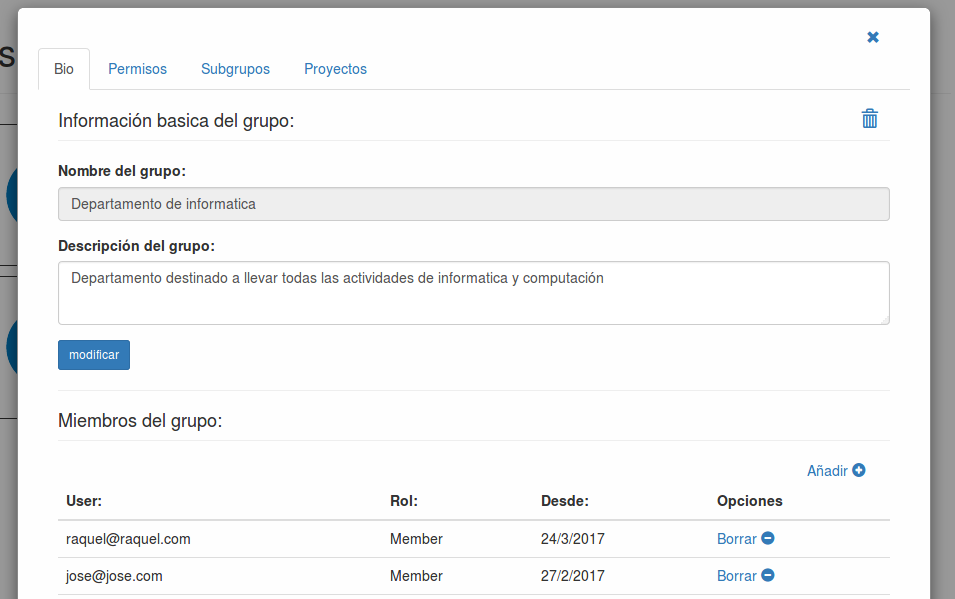 s
Bio Permisos Subgrupos Proyectos
Información basica del grupo:
Nombre del grupo:
Departamento de informatica
Descripción del grupo:
Departamento destinado a llevar todas las actividades de informatica y computación
modificar
Miembros del grupo:
Añadir
User: Rol: Desde: Opciones
raquel@raquel.com Member 24/3/2017 Borrar
jose@jose.com Member 27/2/2017 Borrar